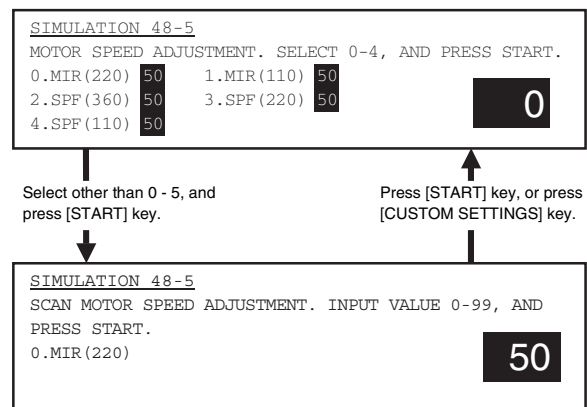 SIMULATION 48-5
MOTOR SPEED ADJUSTMENT. SELECT 0-4, AND PRESS START.
0.MIR(220) 50 1.MIR(110) 50
2.SPF(360) 50 3.SPF(220) 50
4.SPF(110) 50
0
Select other than 0 - 5, and
press [START] key.
Press [START] key, or press
[CUSTOM SETTINGS] key.
SIMULATION 48-5
SCAN MOTOR SPEED ADJUSTMENT. INPUT VALUE 0-99, AND
PRESS START.
0.MIR(220)
50